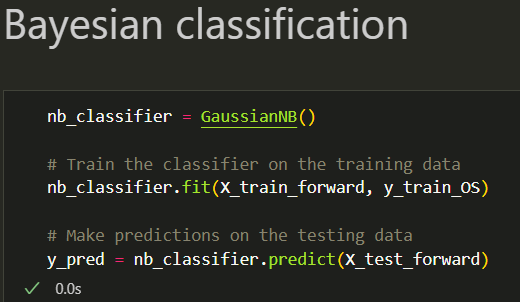 Bayesian classification
nb_classifier = GaussianNB()
# Train the classifier on the training data
nb_classifier.fit(X_train_forward, y_train_OS)
# Make predictions on the testing data
y_pred = nb_classifier.predict(X_test_forward)
0.0s